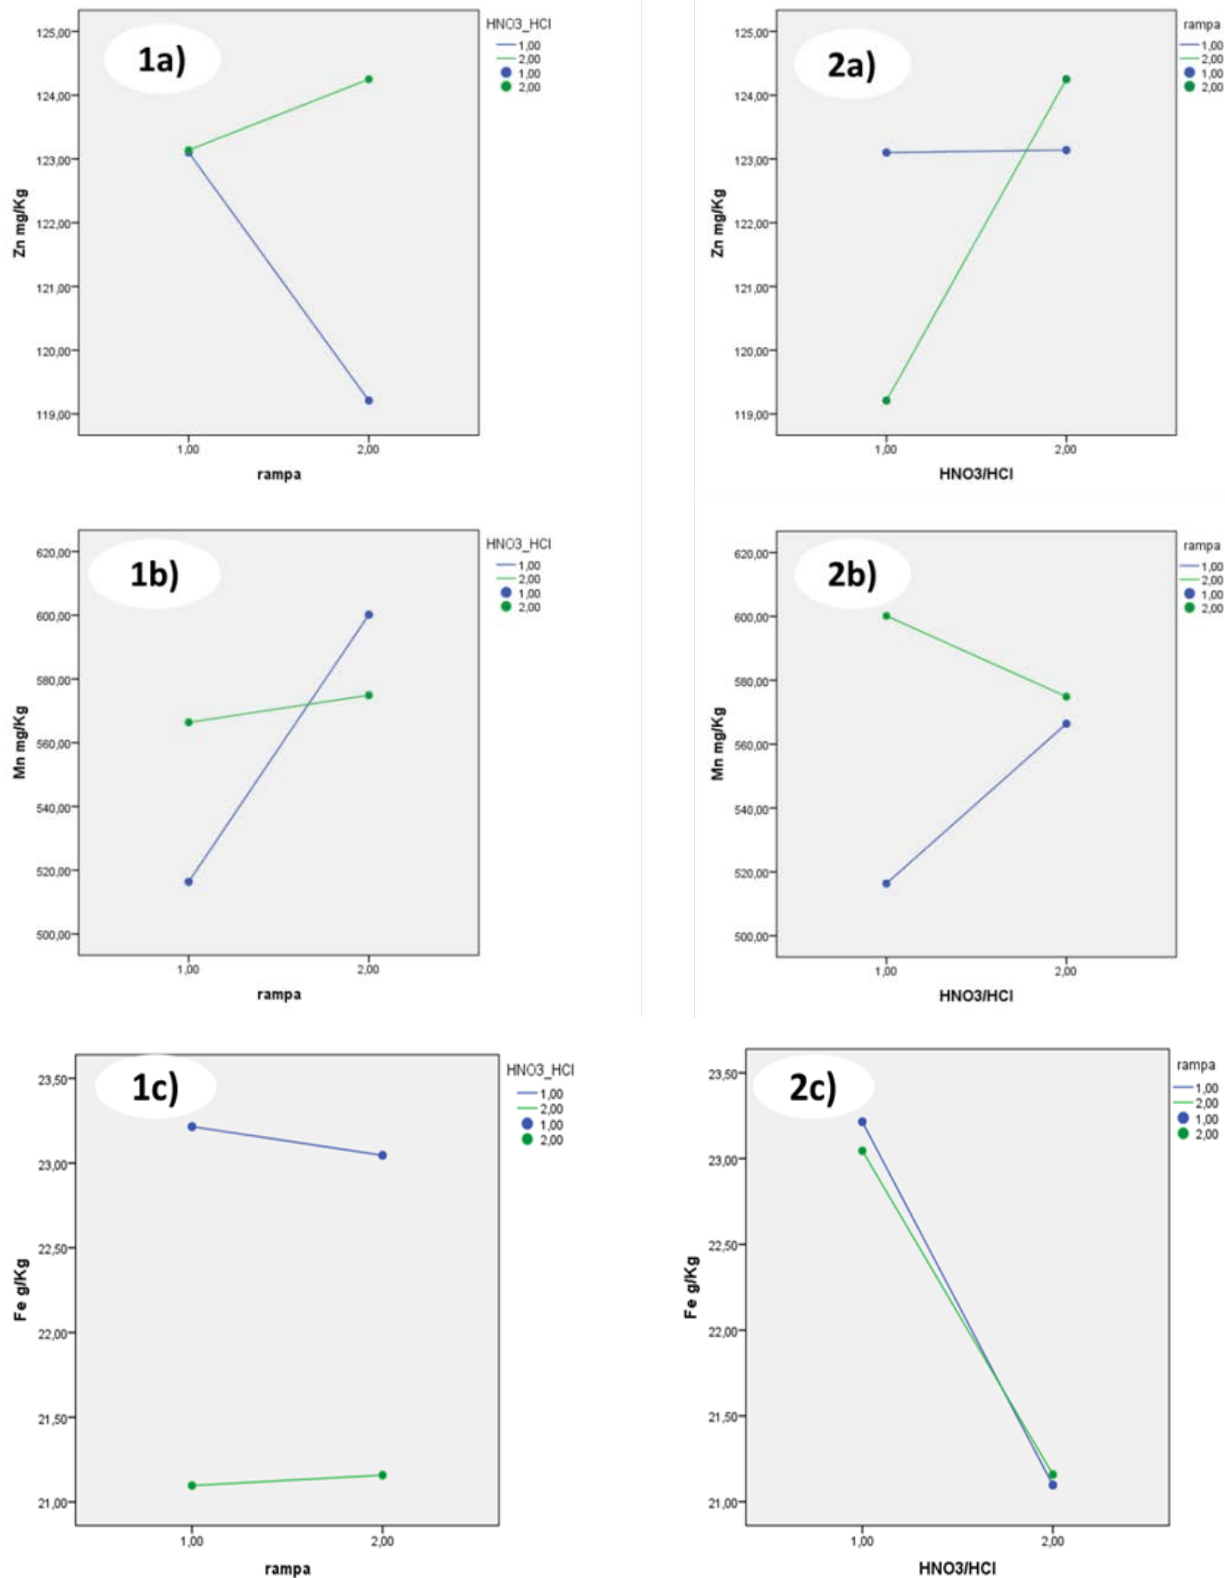 1a)
HNO3_HCl
1,00
2,00
1,00
2,00
125,00
124,00
123,00
122,00
121,00
120,00
119,00
Zn mg/Kg
1,00 2,00
rampa
2a)
rampa
1,00
2,00
1,00
2,00
125,00
124,00
123,00
122,00
121,00
120,00
119,00
Zn mg/Kg
1,00 2,00
HNO3/HCl
1b)
HNO3_HCl
1,00
2,00
1,00
2,00
620,00
600,00
580,00
560,00
540,00
520,00
500,00
Mn mg/Kg
1,00 2,00
rampa
2b)
rampa
1,00
2,00
1,00
2,00
620,00
600,00
580,00
560,00
540,00
520,00
500,00
Mn mg/Kg
1,00 2,00
HNO3/HCl
1c)
HNO3_HCl
1,00
2,00
1,00
2,00
23,50
23,00
22,50
22,00
21,50
21,00
Fe g/Kg
1,00 2,00
rampa
2c)
rampa
1,00
2,00
1,00
2,00
23,50
23,00
22,50
22,00
21,50
21,00
Fe g/Kg
1,00 2,00
HNO3/HCl